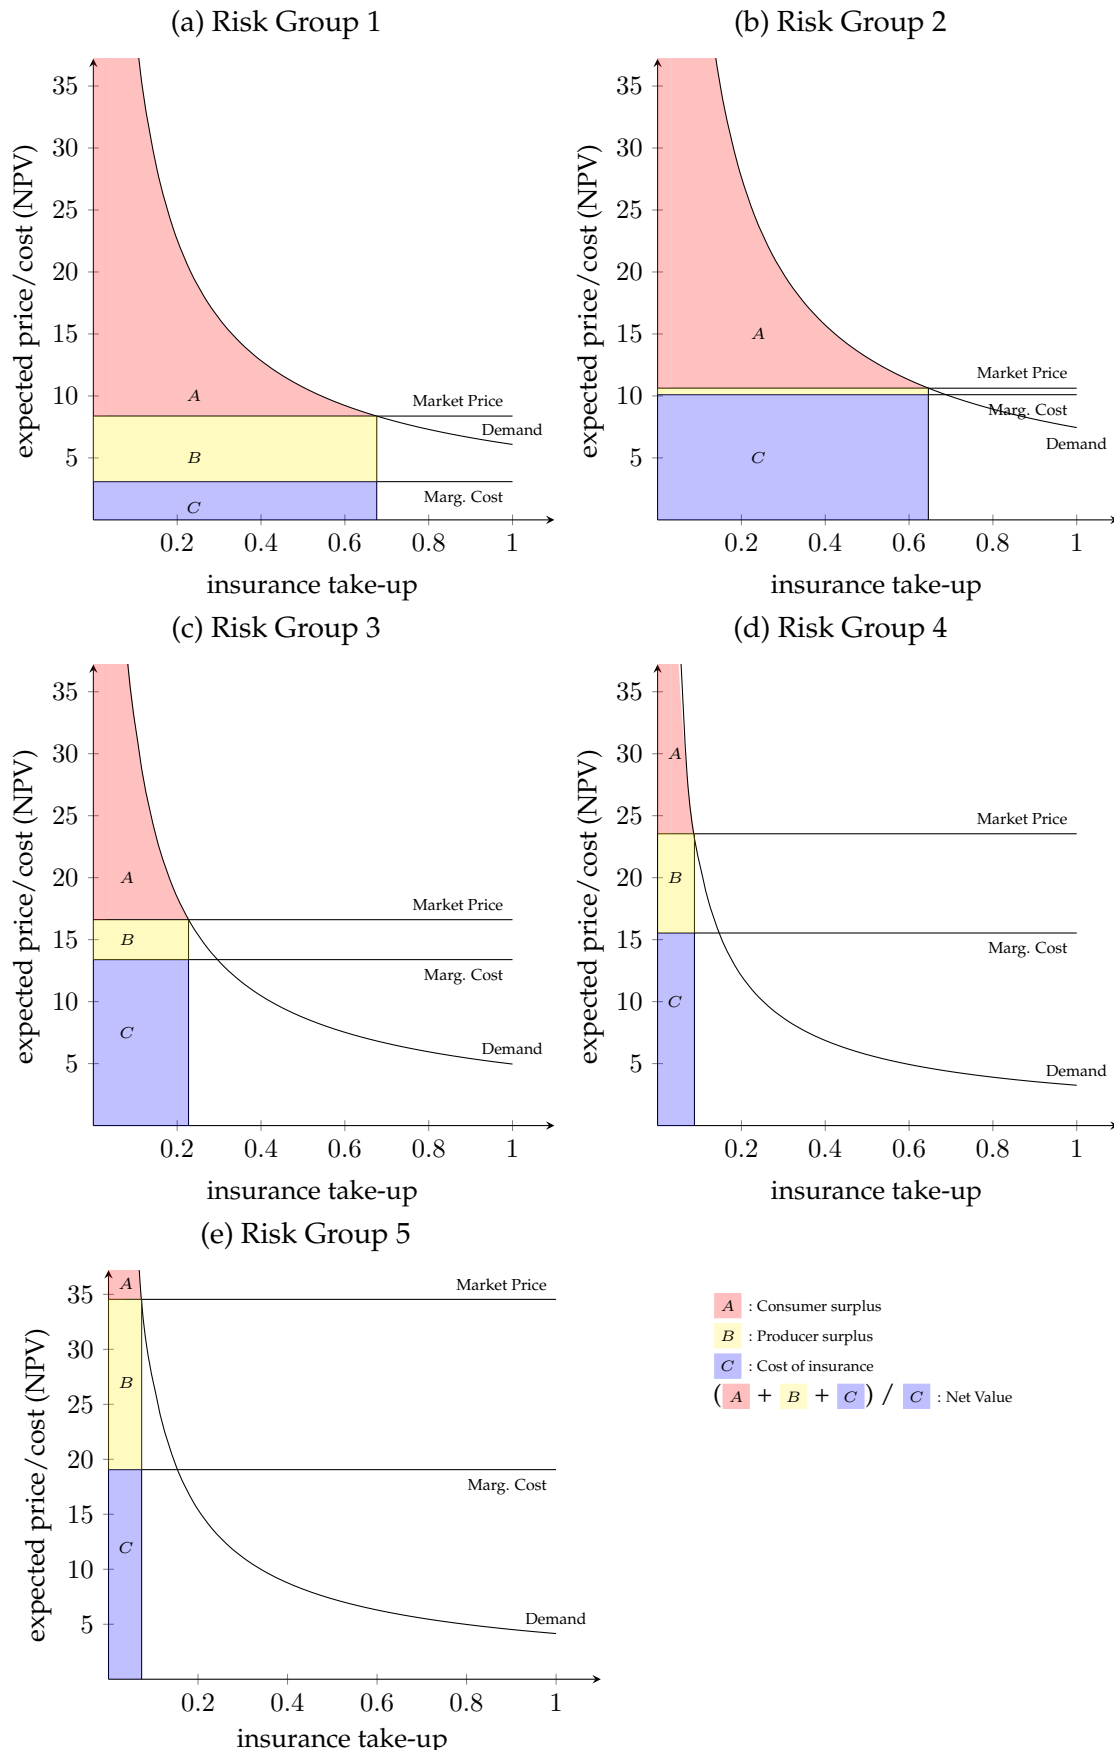 (a) Risk Group 1
expected price/cost (NPV)
35
30
25
20
15
10
5
A
B
C
Market Price
Demand
Marg. Cost
0.2 0.4 0.6 0.8 1
insurance take-up
(b) Risk Group 2
expected price/cost (NPV)
35
30
25
20
15
10
5
A
C
Market Price
Marg. Cost
Demand
0.2 0.4 0.6 0.8 1
insurance take-up
(c) Risk Group 3
expected price/cost (NPV)
35
30
25
20
15
10
5
A
B
C
Market Price
Marg. Cost
Demand
0.2 0.4 0.6 0.8 1
insurance take-up
(d) Risk Group 4
expected price/cost (NPV)
35
30
25
20
15
10
5
A
B
C
Market Price
Marg. Cost
Demand
0.2 0.4 0.6 0.8 1
insurance take-up
(e) Risk Group 5
expected price/cost (NPV)
35
30
25
20
15
10
5
A
B
C
Market Price
Marg. Cost
Demand
0.2 0.4 0.6 0.8 1
insurance take-up
A : Consumer surplus
B : Producer surplus
C : Cost of insurance
( A + B + C ) / C : Net Value